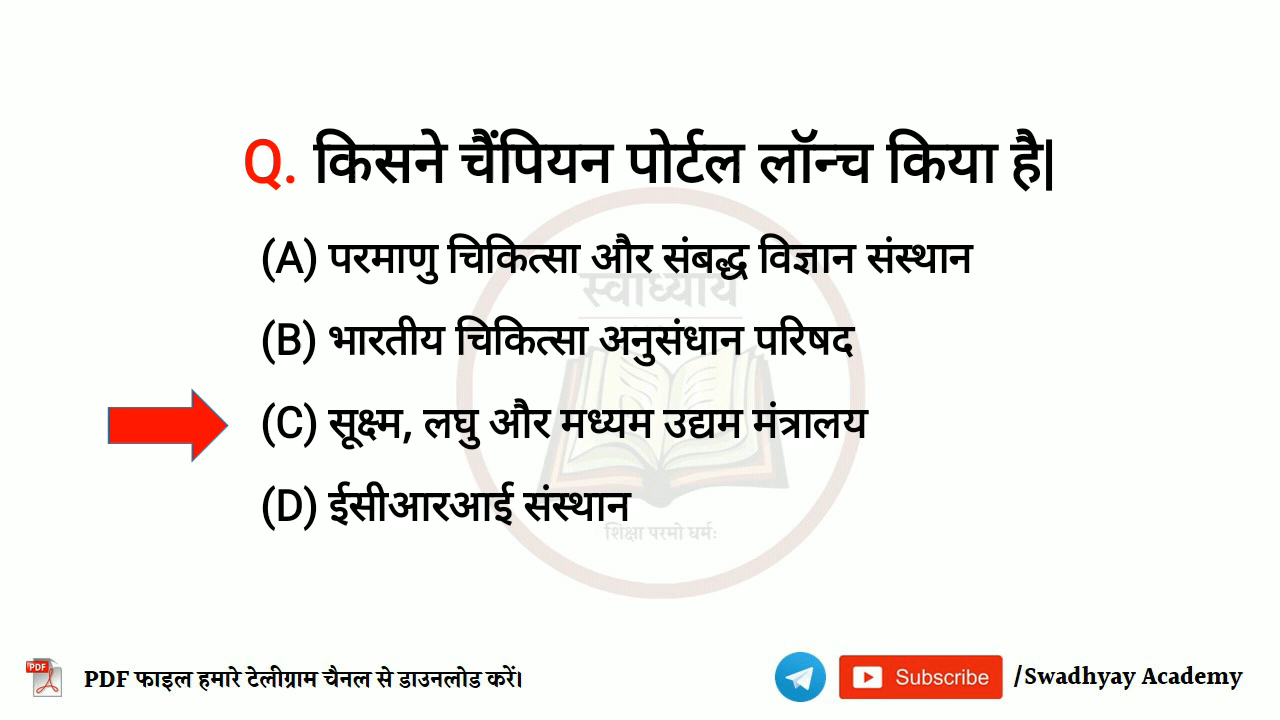 Q. किसने चैंपियन पोर्टल लॉन्च किया है|
(A) परमाणु चिकित्सा और संबद्ध विज्ञान संस्थान
स्वाध्याय
(B) भारतीय चिकित्सा अनुसंधान परिषद
(C) सूक्ष्म, लघु और मध्यम उद्यम मंत्रालय
(D) ईसीआरआई संस्थान
शिक्षा परमो धर्मः
PDF
PDF फाइल हमारे टेलीग्राम चैनल से डाउनलोड करें।
Subscribe
/Swadhyay Academy